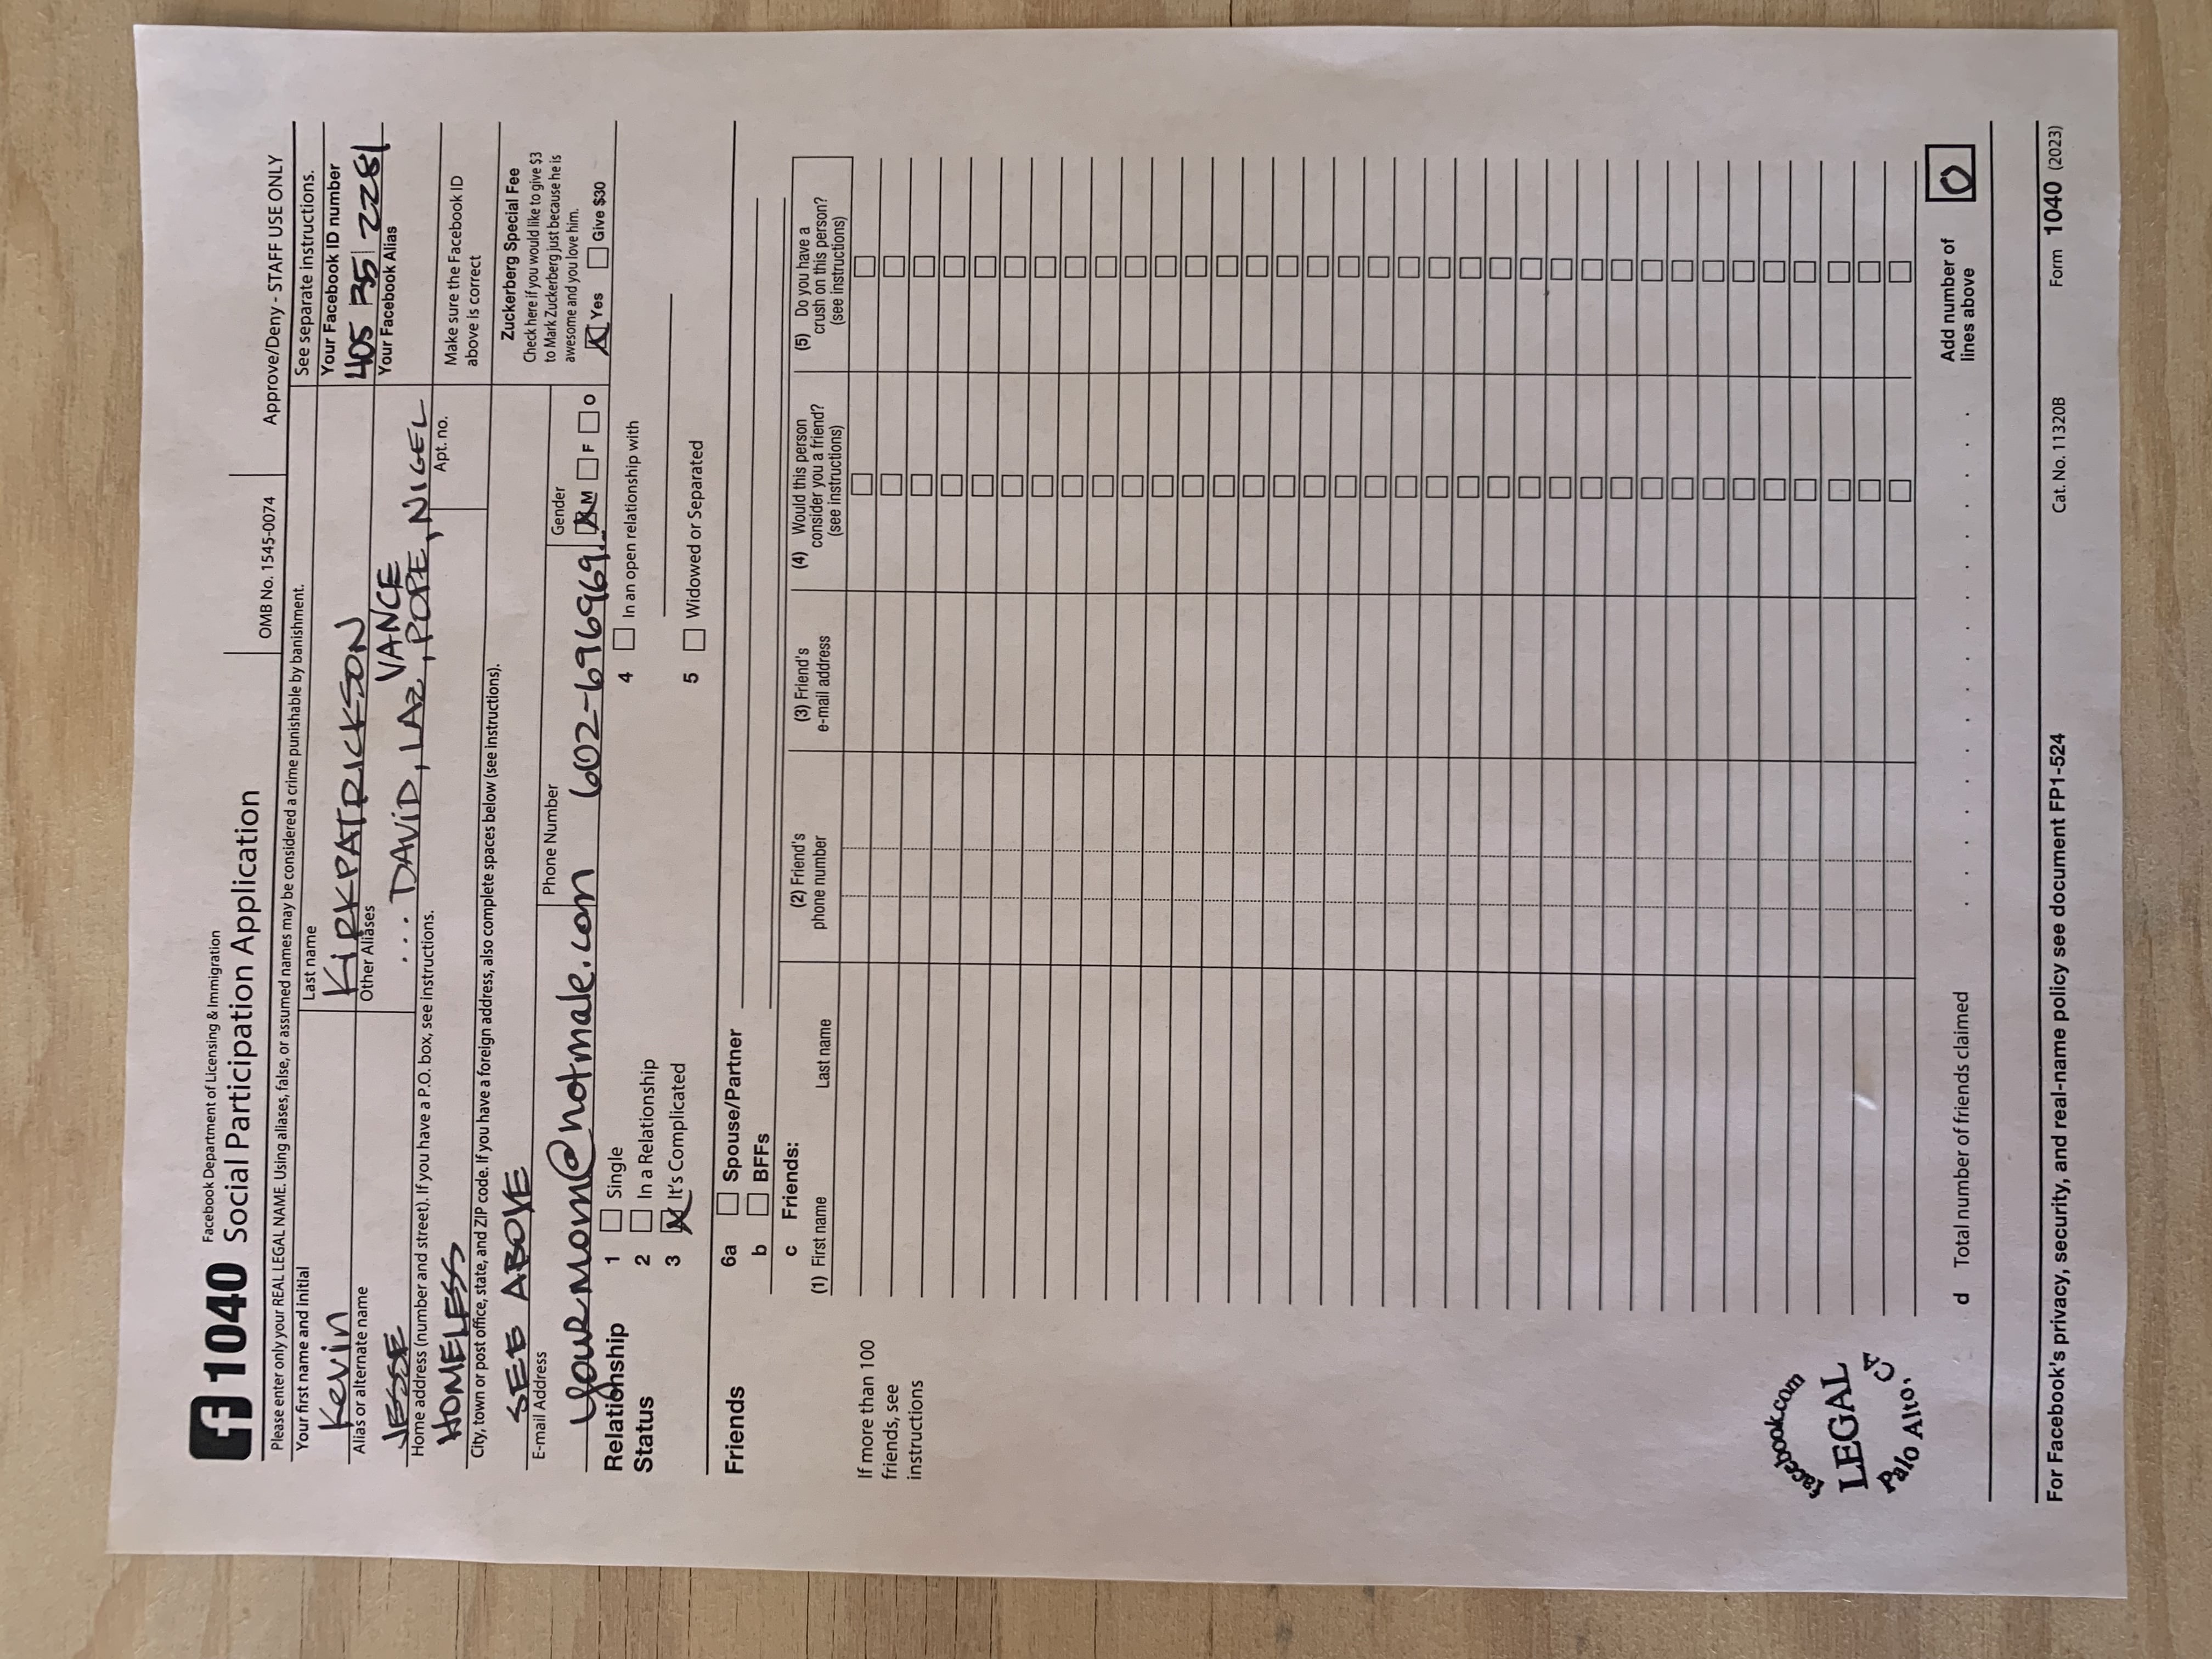 f 1040 Facebook Department of Licensing & Immigration
Social Participation Application
OMB No. 1545-0074
Approve/Deny - STAFF USE ONLY
Please enter only your REAL LEGAL NAME. Using aliases, false, or assumed names may be considered a crime punishable by banishment.
See separate instructions.
Your first name and initial
Kevin
Last name
KIRKPATRICKSON
Your Facebook ID number
405 35 2281
Alias or alternate name
JESSE
Other Aliases
... DAVID, LAZ, VANCE, POPE, NIGEL
Your Facebook Alias
Home address (number and street). If you have a P.O. box, see instructions.
HOMELESS
Apt. no.
Make sure the Facebook ID
above is correct
City, town or post office, state, and ZIP code. If you have a foreign address, also complete spaces below (see instructions).
SEE ABOVE
Zuckerberg Special Fee
Check here if you would like to give $3
to Mark Zuckerberg just because he is
awesome and you love him.
X Yes Give $30
E-mail Address
yourmom@notmale.com
Phone Number
602-696969
Gender
X M F O
Relationship
Status
1 Single
2 In a Relationship
3 X It's Complicated
4 In an open relationship with
5 Widowed or Separated
Friends
6a Spouse/Partner
b BFFs
c Friends:
(1) First name Last name
(2) Friend's
phone number
(3) Friend's
e-mail address
(4) Would this person
consider you a friend?
(see instructions)
(5) Do you have a
crush on this person?
(see instructions)
If more than 100
friends, see
instructions
facebook.com
LEGAL
Palo Alto, CA
d Total number of friends claimed . . . . . . . . . . . . . . . . .
Add number of
lines above
0
For Facebook's privacy, security, and real-name policy see document FP1-524
Cat. No. 11320B
Form 1040 (2023)